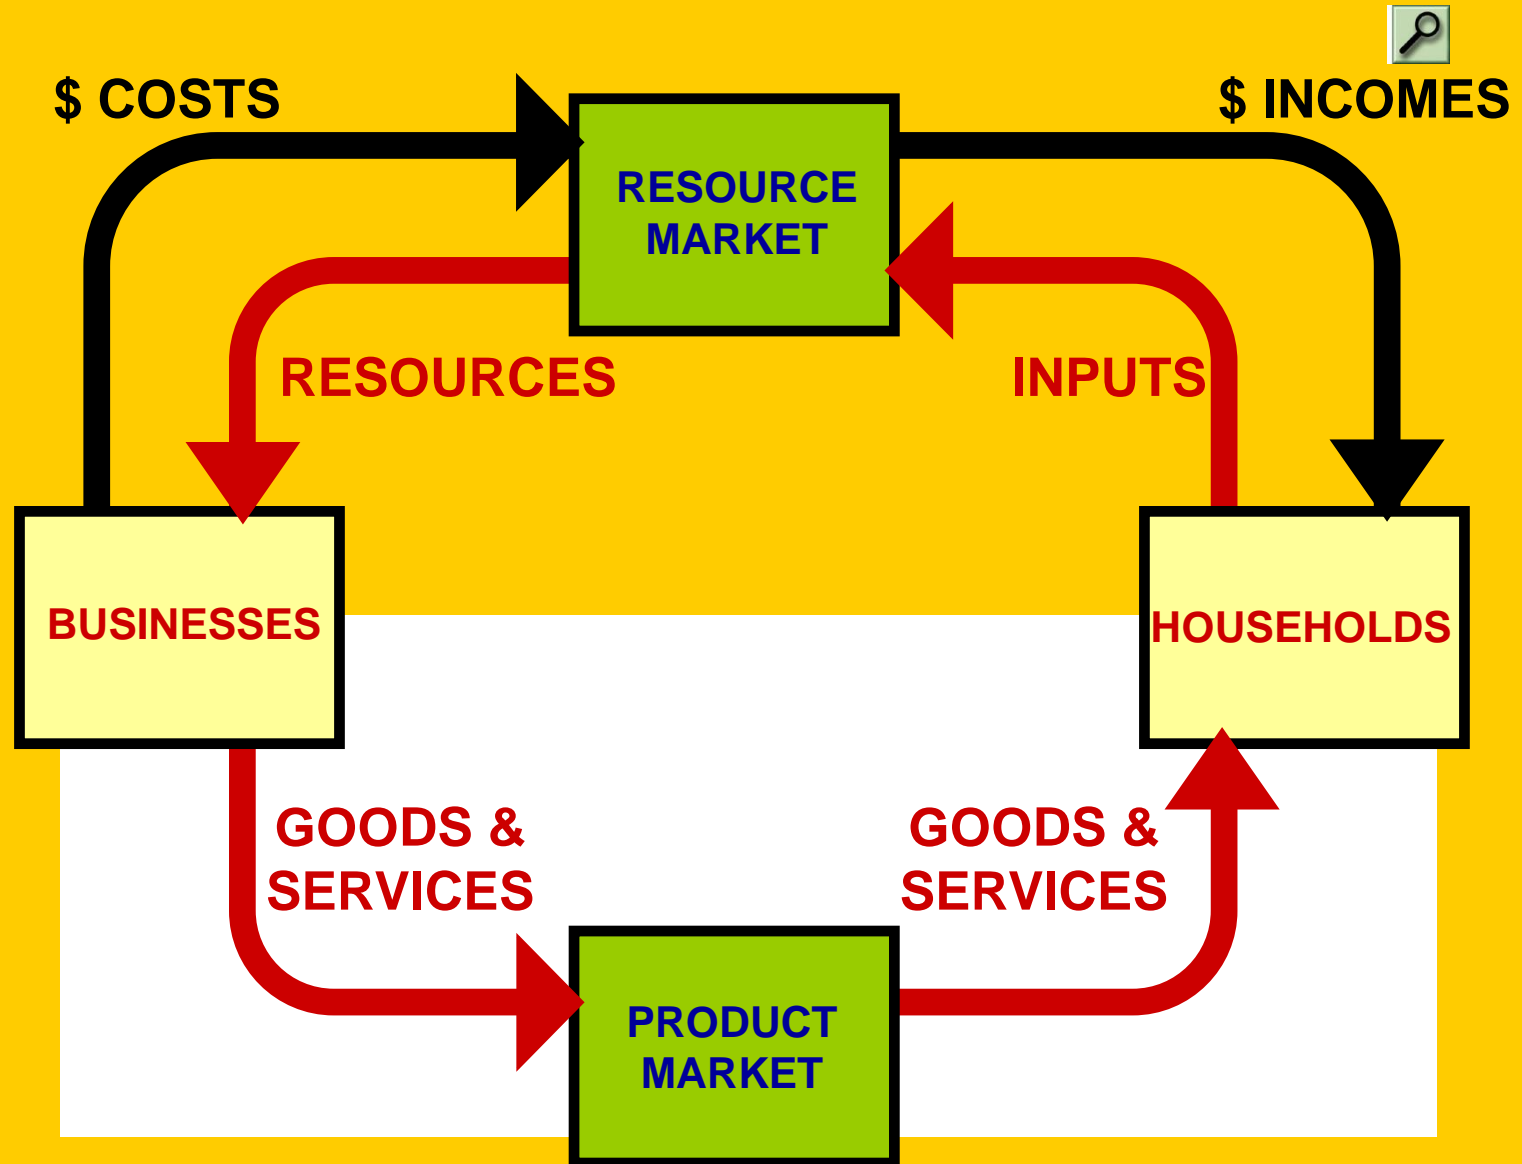 $ COSTS
$ INCOMES
RESOURCE
MARKET
RESOURCES
INPUTS
BUSINESSES
HOUSEHOLDS
GOODS &
SERVICES
GOODS &
SERVICES
PRODUCT
MARKET